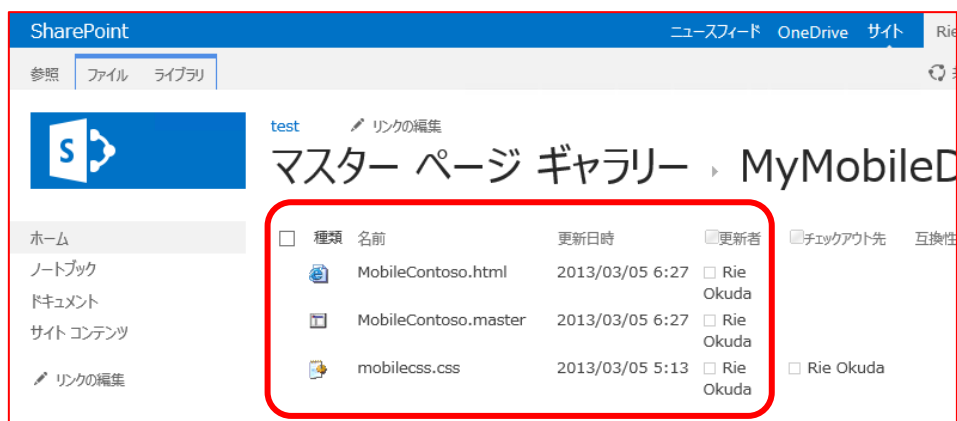 SharePoint ニュースフィード OneDrive サイト Rie
参照 ファイル ライブラリ
test リンクの編集
S
マスター ページ ギャラリー MyMobileD
ホーム
ノートブック
ドキュメント
サイト コンテンツ
リンクの編集
種類 名前 更新日時 更新者 チェックアウト先 互換性
MobileContoso.html 2013/03/05 6:27 Rie
Okuda
MobileContoso.master 2013/03/05 6:27 Rie
Okuda
mobilecss.css 2013/03/05 5:13 Rie Rie Okuda
Okuda